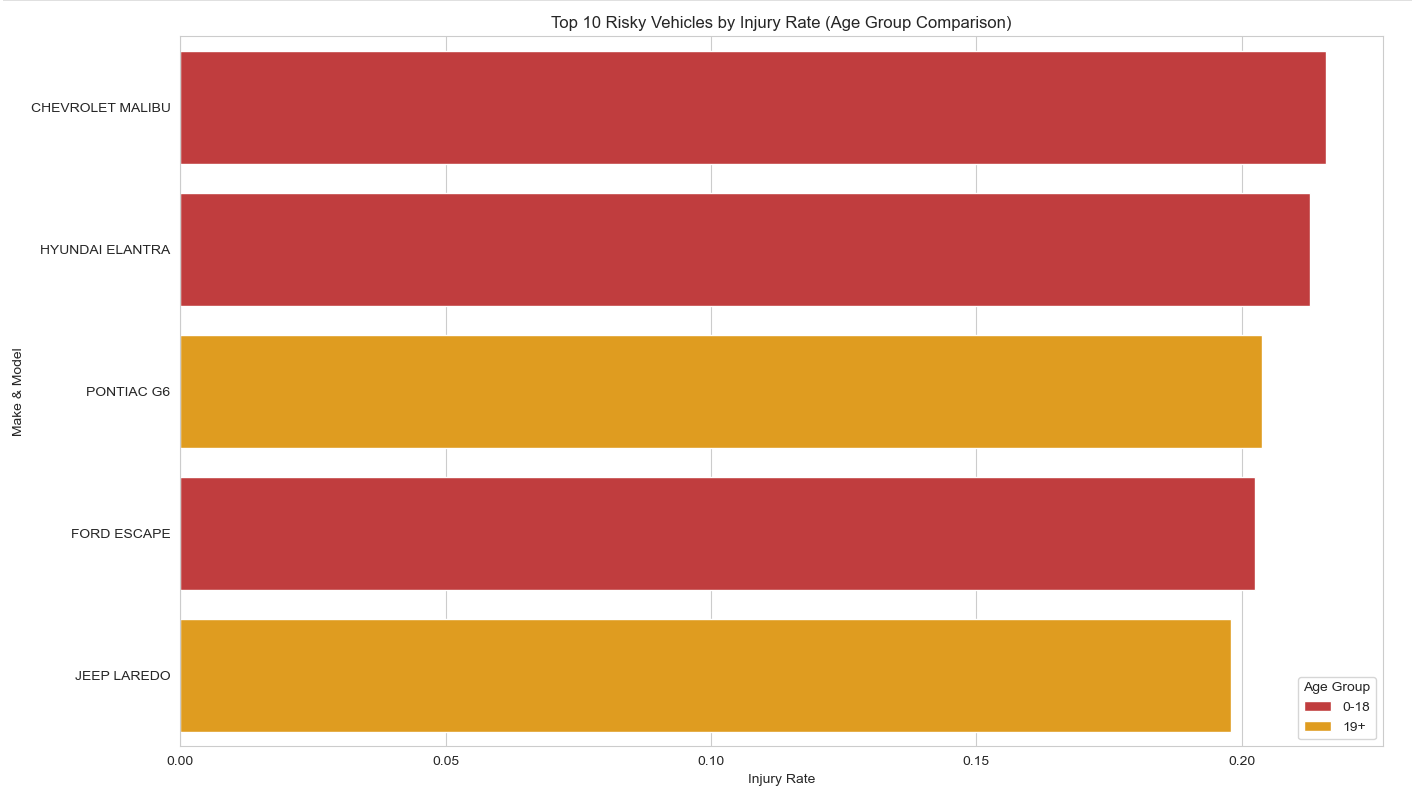 Top 10 Risky Vehicles by Injury Rate (Age Group Comparison)
Make & Model
CHEVROLET MALIBU
HYUNDAI ELANTRA
PONTIAC G6
FORD ESCAPE
JEEP LAREDO
Age Group
0-18
19+
0.00 0.05 0.10 0.15 0.20
Injury Rate